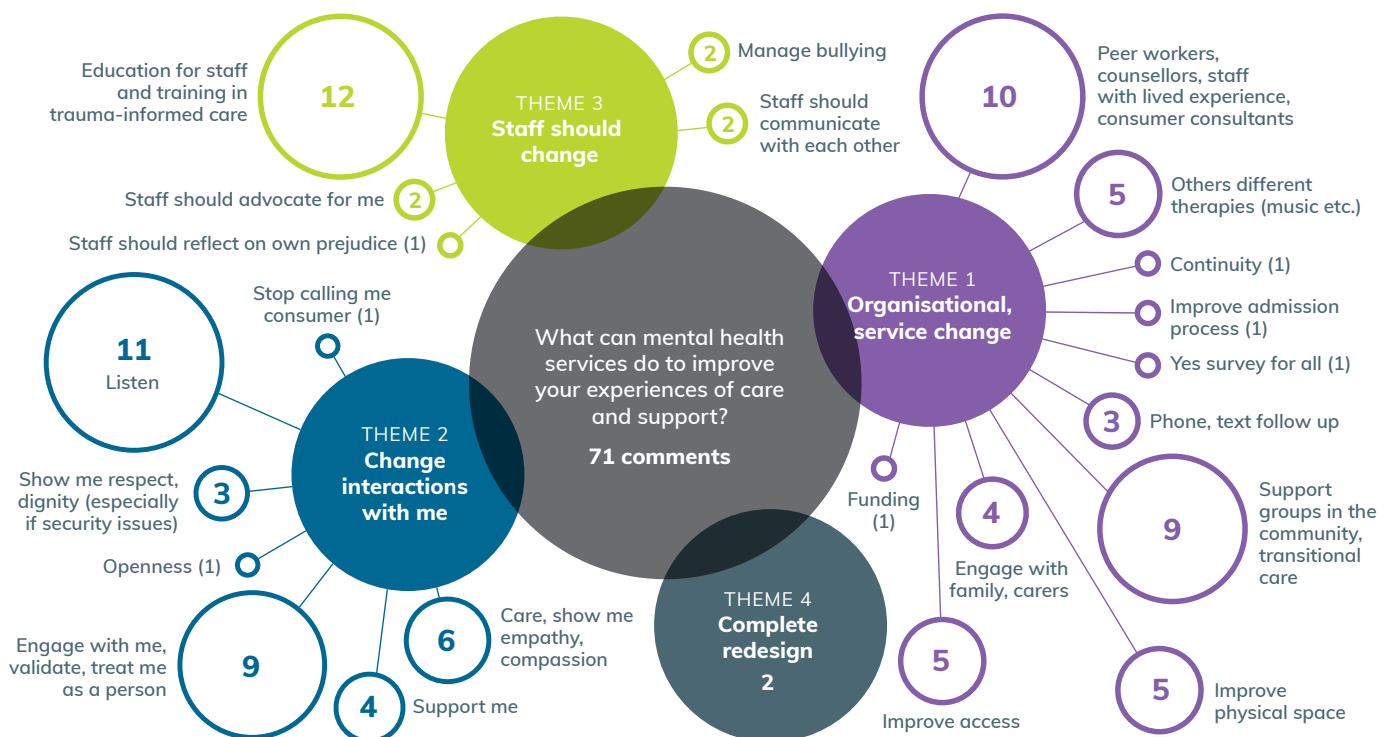 What can mental health
services do to improve
your experiences of care
and support?
71 comments
THEME 1
Organisational,
service change
10
Peer workers,
counsellors, staff
with lived experience,
consumer consultants
5
Others different
therapies (music etc.)
Continuity (1)
Improve admission
process (1)
Yes survey for all (1)
3
Phone, text follow up
9
Support
groups in the
community,
transitional
care
5
Improve
physical space
4
Engage with
family, carers
5
Improve access
Funding
(1)
THEME 2
Change
interactions
with me
Stop calling me
consumer (1)
11
Listen
3
Show me respect,
dignity (especially
if security issues)
Openness (1)
9
Engage with me,
validate, treat me
as a person
4
Support me
6
Care, show me
empathy,
compassion
THEME 3
Staff should
change
12
Education for staff
and training in
trauma-informed care
2
Staff should advocate for me
Staff should reflect on own prejudice (1)
2
Manage bullying
2
Staff should
communicate
with each other
THEME 4
Complete
redesign
2